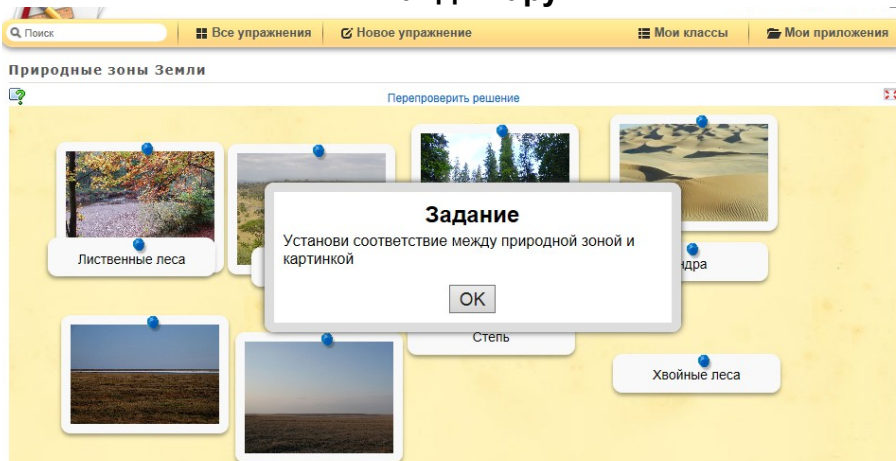 Поиск
Все упражнения
Новое упражнение
Мои классы
Мои приложения
Природные зоны Земли
Перепроверить решение
Задание
Установи соответствие между природной зоной и
картинкой
OK
Лиственные леса
Степь
Хвойные леса